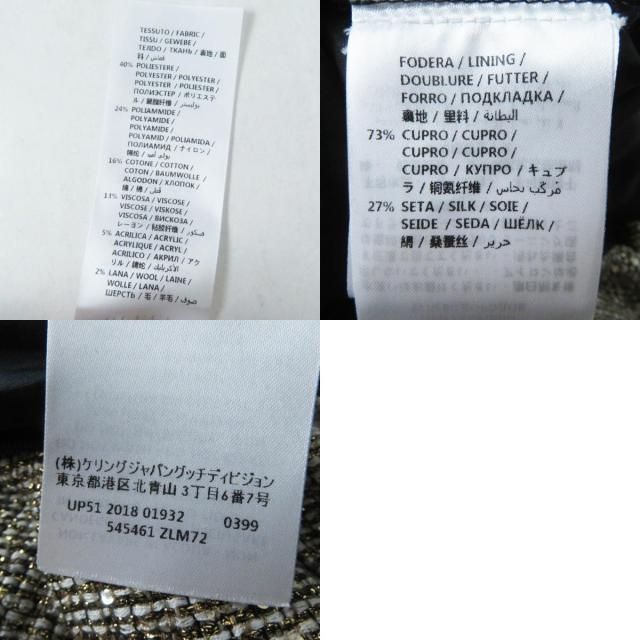 TESSUTO / FABRIC /
TISSU / GEWEBE /
TEJIDO / ТКАНЬ / 裏地 / 面
料 / قماش
40% POLIESTERE /
POLYESTER / POLYESTER /
POLYESTER / POLIESTER /
ПОЛИЭСТЕР / ポリエステ
ル / 聚酯纤维 / بوليستر
24% POLIAMMIDE /
POLYAMIDE /
POLYAMIDE /
POLYAMID / POLIAMIDA /
ПОЛИАМИД / ナイロン /
锦纶 / بولي أميد
16% COTONE / COTTON /
COTON / BAUMWOLLE /
ALGODON / ХЛОПОК /
綿 / 棉 / قطن
13% VISCOSA / VISCOSE /
VISCOSE / VISKOSE /
VISCOSA / ВИСКОЗА /
レーヨン / 粘胶纤维 / فسكوز
5% ACRILICA / ACRYLIC /
ACRYLIQUE / ACRYL /
ACRILICO / АКРИЛ / アク
リル / 腈纶 / الأكريليك
2% LANA / WOOL / LAINE /
WOLLE / LANA /
ШЕРСТЬ / 毛 / 羊毛 / صوف
FODERA / LINING /
DOUBLURE / FUTTER /
FORRO / ПОДКЛАДКА /
裏地 / 里料 / البطانة
73% CUPRO / CUPRO /
CUPRO / CUPRO /
CUPRO / КУПРО / キュプ
ラ / 铜氨纤维 / مركب نحاس
27% SETA / SILK / SOIE /
SEIDE / SEDA / ШЁЛК /
絹 / 桑蚕丝 / حرير
(株)ケリングジャパングッチディビジョン
東京都港区北青山 3丁目6番7号
UP51 2018 01932 0399
545461 ZLM72